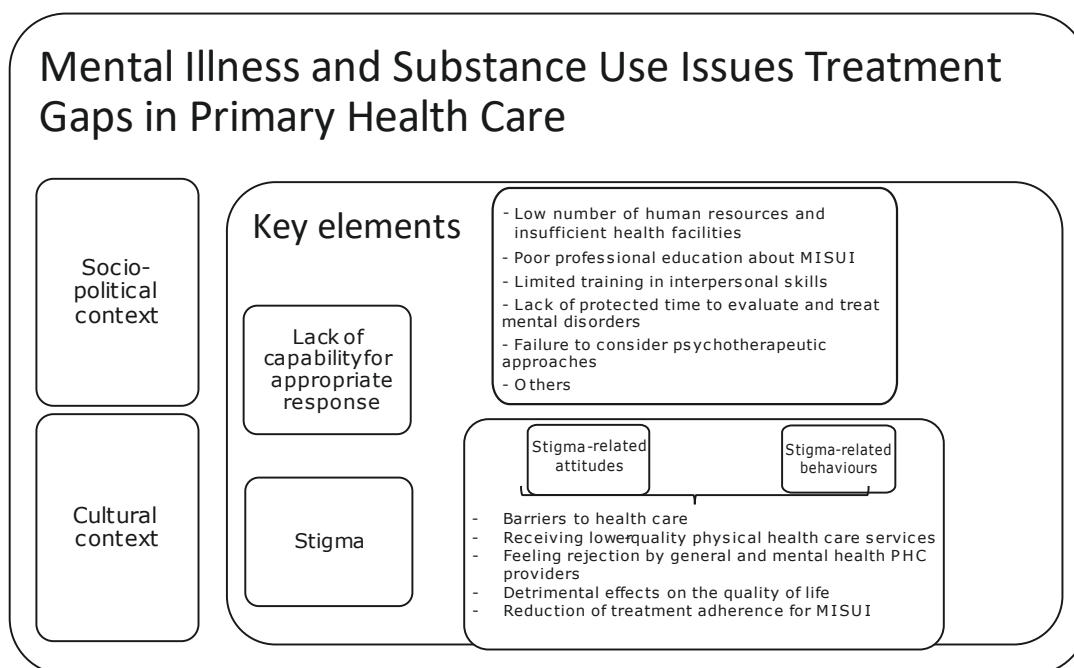 Mental Illness and Substance Use Issues Treatment
Gaps in Primary Health Care
Socio-
political
context
Cultural
context
Key elements
Lack of
capabilityfor
appropriate
response
- Low number of human resources and
insufficient health facilities
- Poor professional education about MISUI
- Limited training in interpersonal skills
- Lack of protected time to evaluate and treat
mental disorders
- Failure to consider psychotherapeutic
approaches
- Others
Stigma
Stigma-related
attitudes
Stigma-related
behaviours
- Barriers to health care
- Receiving lower-quality physical health care services
- Feeling rejection by general and mental health PHC
providers
- Detrimental effects on the quality of life
- Reduction of treatment adherence for MISUI